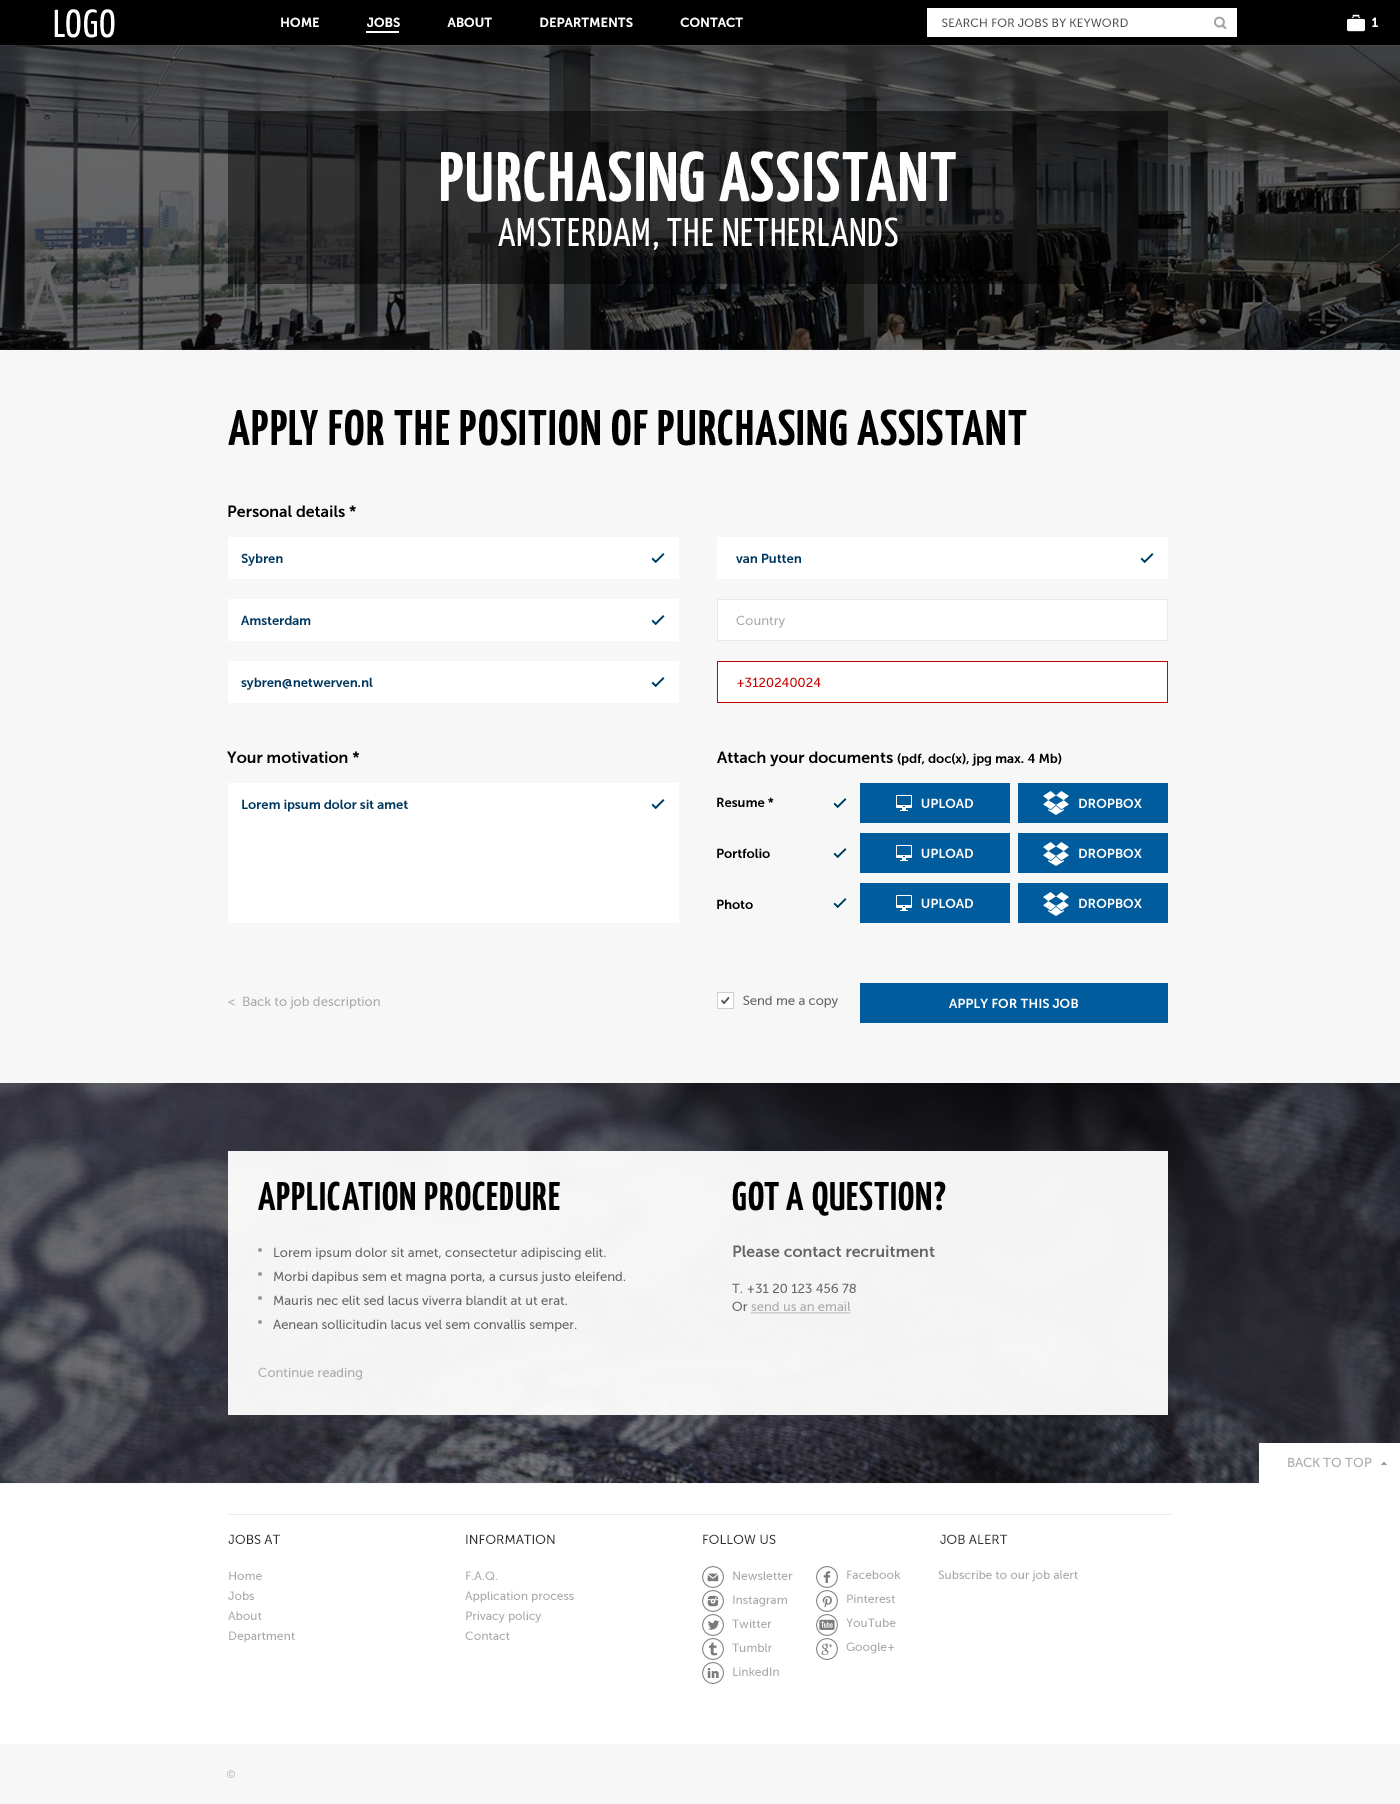 LOGO
HOME JOBS ABOUT DEPARTMENTS CONTACT
SEARCH FOR JOBS BY KEYWORD
1
PURCHASING ASSISTANT
AMSTERDAM, THE NETHERLANDS
APPLY FOR THE POSITION OF PURCHASING ASSISTANT
Personal details *
Sybren
van Putten
Amsterdam
Country
sybren@netwerven.nl
+3120240024
Your motivation *
Lorem ipsum dolor sit amet
Attach your documents (pdf, doc(x), jpg max. 4 Mb)
Resume * UPLOAD DROPBOX
Portfolio UPLOAD DROPBOX
Photo UPLOAD DROPBOX
< Back to job description
Send me a copy
APPLY FOR THIS JOB
APPLICATION PROCEDURE
Lorem ipsum dolor sit amet, consectetur adipiscing elit.
Morbi dapibus sem et magna porta, a cursus justo eleifend.
Mauris nec elit sed lacus viverra blandit at ut erat.
Aenean sollicitudin lacus vel sem convallis semper.
Continue reading
GOT A QUESTION?
Please contact recruitment
T. +31 20 123 456 78
Or send us an email
BACK TO TOP
JOBS AT
Home
Jobs
About
Department
INFORMATION
F.A.Q.
Application process
Privacy policy
Contact
FOLLOW US
Newsletter
Instagram
Twitter
Tumblr
LinkedIn
Facebook
Pinterest
YouTube
Google+
JOB ALERT
Subscribe to our job alert
©